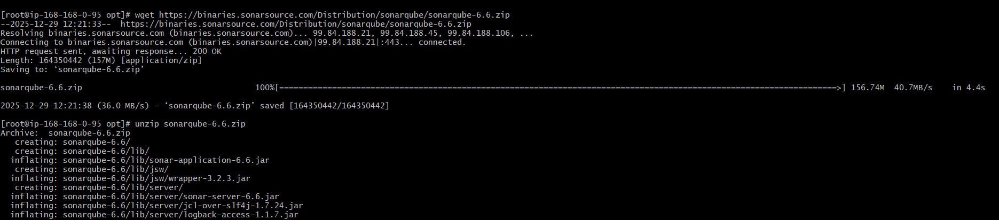 [root@ip-168-168-0-95 opt]# wget https://binaries.sonarsource.com/Distribution/sonarqube/sonarqube-6.6.zip
--2025-12-29 12:21:33--  https://binaries.sonarsource.com/Distribution/sonarqube/sonarqube-6.6.zip
Resolving binaries.sonarsource.com (binaries.sonarsource.com)... 99.84.188.21, 99.84.188.45, 99.84.188.106, ...
Connecting to binaries.sonarsource.com (binaries.sonarsource.com)|99.84.188.21|:443... connected.
HTTP request sent, awaiting response... 200 OK
Length: 164350442 (157M) [application/zip]
Saving to: ‘sonarqube-6.6.zip’
sonarqube-6.6.zip                                    100%[====================================================================================================================>] 156.74M  40.7MB/s    in 4.4s
2025-12-29 12:21:38 (36.0 MB/s) - ‘sonarqube-6.6.zip’ saved [164350442/164350442]
[root@ip-168-168-0-95 opt]# unzip sonarqube-6.6.zip
Archive:  sonarqube-6.6.zip
   creating: sonarqube-6.6/
   creating: sonarqube-6.6/lib/
  inflating: sonarqube-6.6/lib/sonar-application-6.6.jar
   creating: sonarqube-6.6/lib/jsw/
  inflating: sonarqube-6.6/lib/jsw/wrapper-3.2.3.jar
   creating: sonarqube-6.6/lib/server/
  inflating: sonarqube-6.6/lib/server/sonar-server-6.6.jar
  inflating: sonarqube-6.6/lib/server/jcl-over-slf4j-1.7.24.jar
  inflating: sonarqube-6.6/lib/server/logback-access-1.1.7.jar